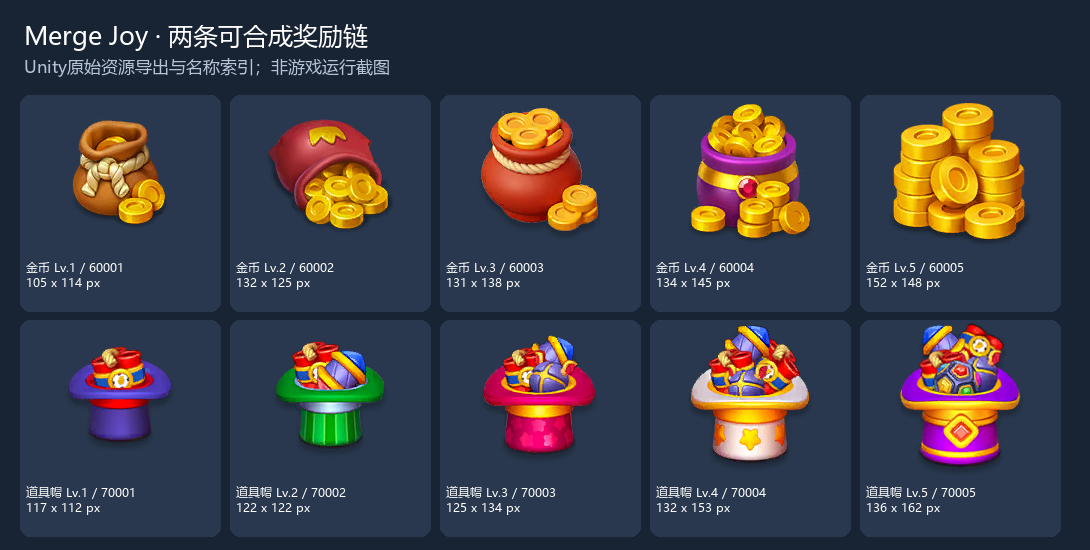 Merge Joy · 两条可合成奖励链
Unity原始资源导出与名称索引；非游戏运行截图
金币 Lv.1 / 60001
105 x 114 px
金币 Lv.2 / 60002
132 x 125 px
金币 Lv.3 / 60003
131 x 138 px
金币 Lv.4 / 60004
134 x 145 px
金币 Lv.5 / 60005
152 x 148 px
道具帽 Lv.1 / 70001
117 x 112 px
道具帽 Lv.2 / 70002
122 x 122 px
道具帽 Lv.3 / 70003
125 x 134 px
道具帽 Lv.4 / 70004
132 x 153 px
道具帽 Lv.5 / 70005
136 x 162 px